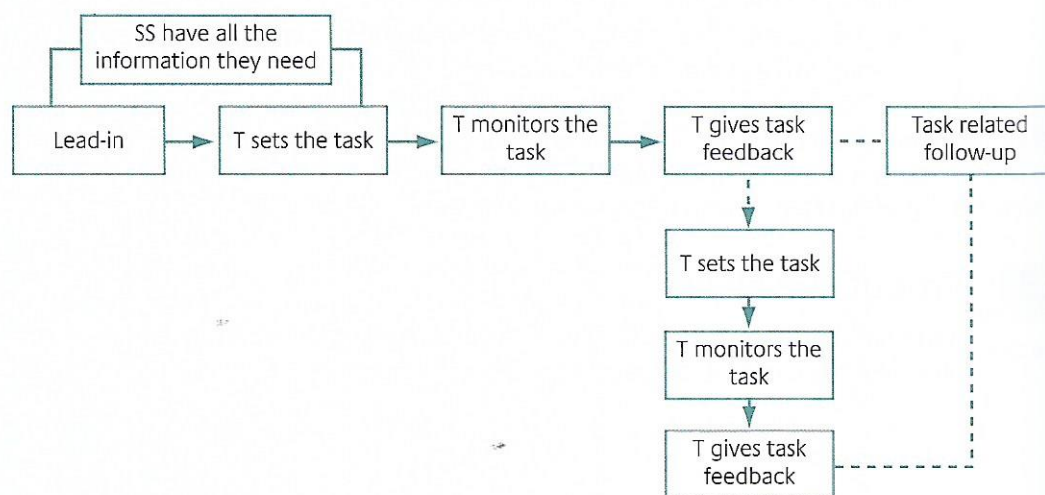 SS have all the
information they need
Lead-in
T sets the task
T monitors the
task
T gives task
feedback
Task related
follow-up
T sets the task
T monitors the
task
T gives task
feedback